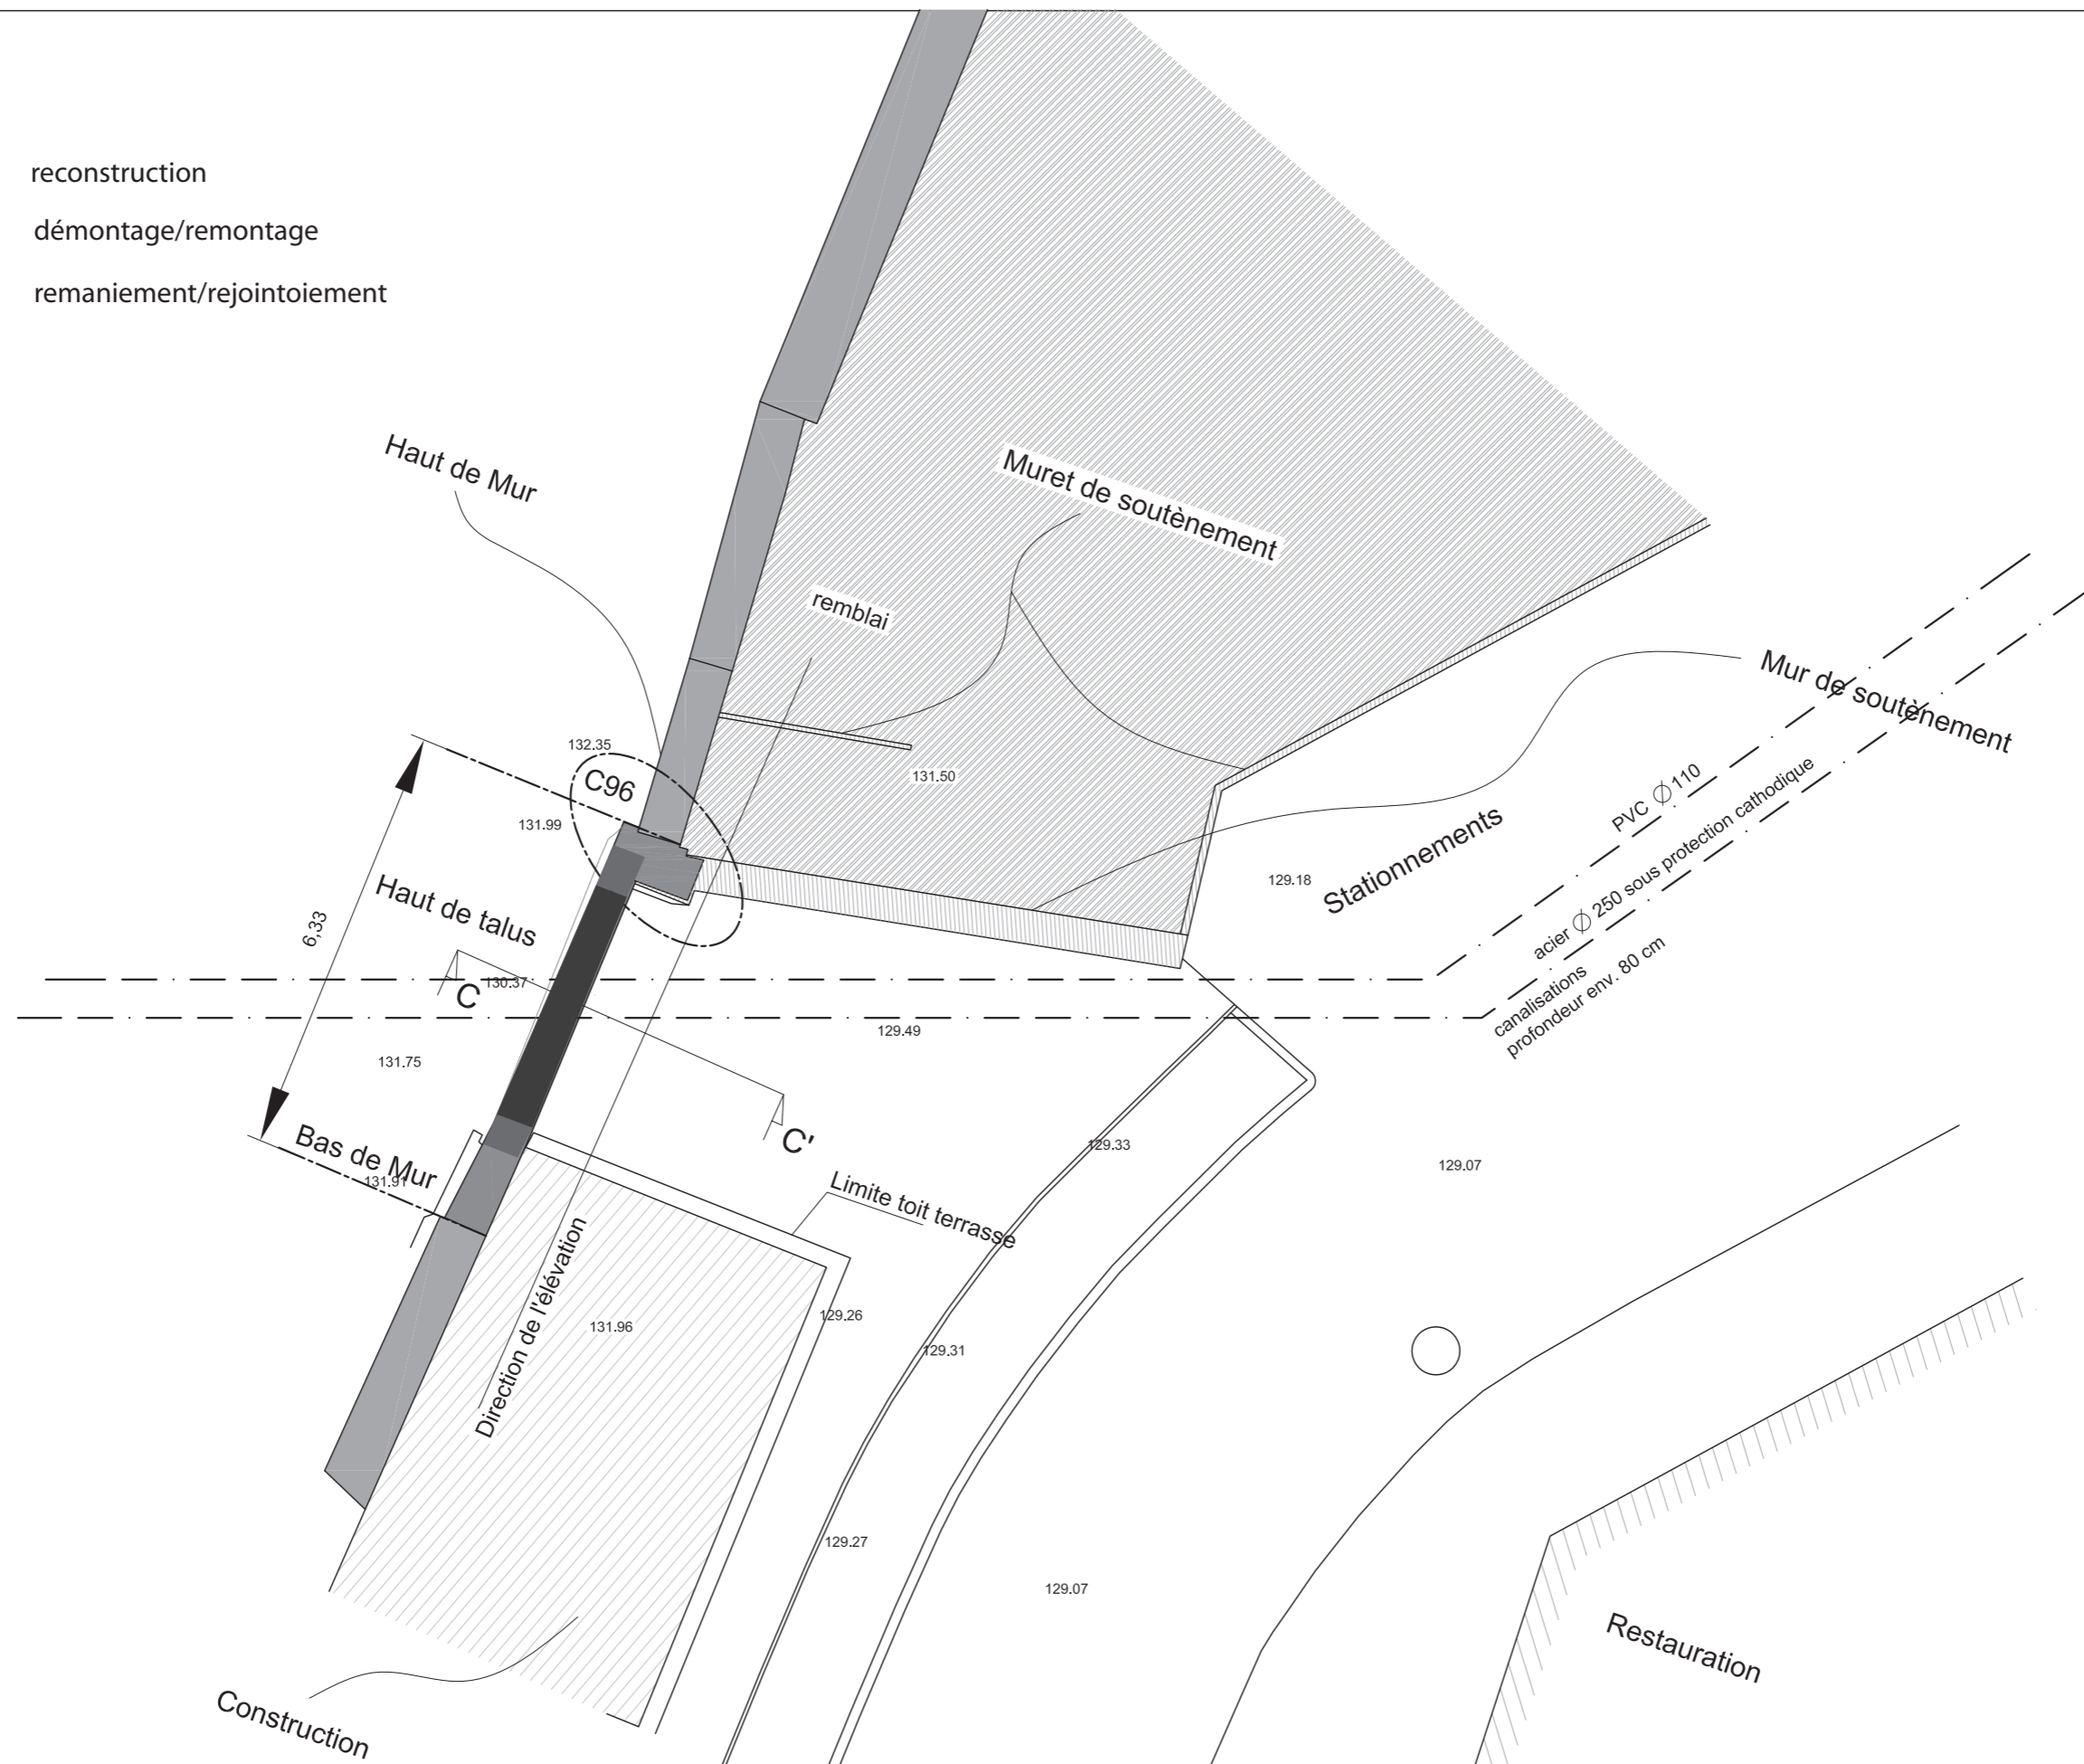 reconstruction
démontage/remontage
remaniement/rejointoiement
Haut de Mur
Muret de soutènement
remblai
Mur de soutènement
132.35
C96
131.50
131.99
PVC ⌀ 110
acier ⌀ 250 sous protection cathodique
canalisations
profondeur env. 80 cm
Stationnements
129.18
Haut de talus
6,33
130.37
C
129.49
131.75
C'
129.33
129.07
Bas de Mur
131.91
Limite toit terrasse
Direction de l'élévation
131.96
129.26
129.31
129.27
129.07
Restauration
Construction